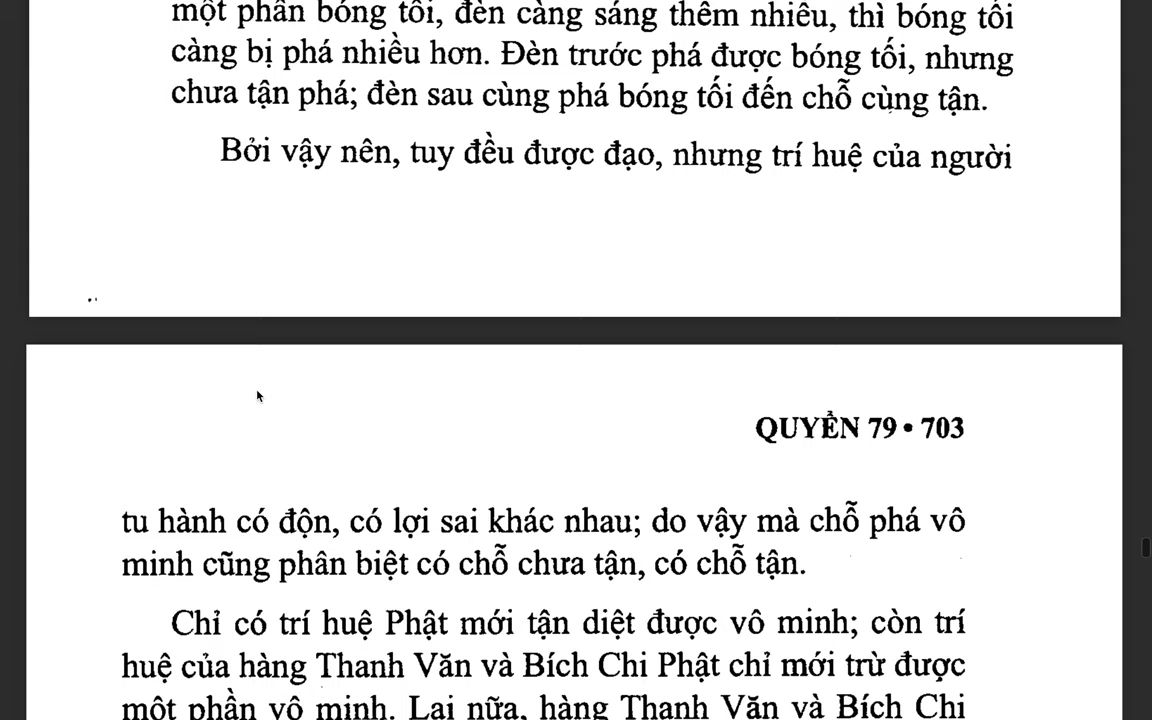 một phần bóng tối, đèn càng sáng thêm nhiều, thì bóng tối
càng bị phá nhiều hơn. Đèn trước phá được bóng tối, nhưng
chưa tận phá; đèn sau cùng phá bóng tối đến chỗ cùng tận.
Bởi vậy nên, tuy đều được đạo, nhưng trí huệ của người
QUYỂN 79 • 703
tu hành có độn, có lợi sai khác nhau; do vậy mà chỗ phá vô
minh cũng phân biệt có chỗ chưa tận, có chỗ tận.
Chỉ có trí huệ Phật mới tận diệt được vô minh; còn trí
huệ của hàng Thanh Văn và Bích Chi Phật chỉ mới trừ được
một phần vô minh. Lại nữa, hàng Thanh Văn và Bích Chi